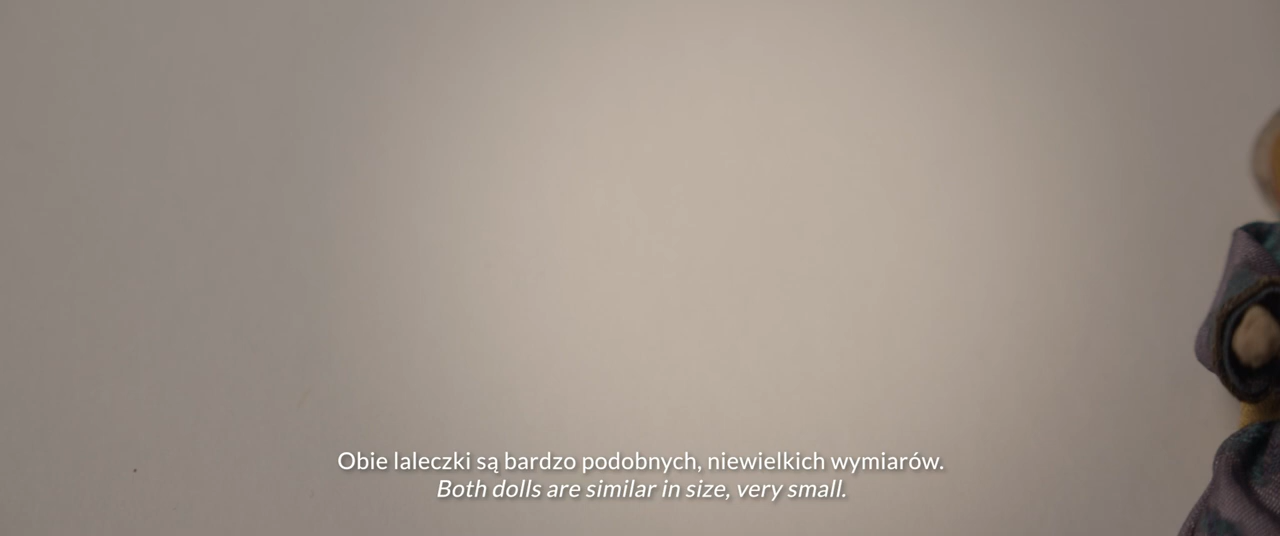 Obie laleczki są bardzo podobnych, niewielkich wymiarów.
Both dolls are similar in size, very small.